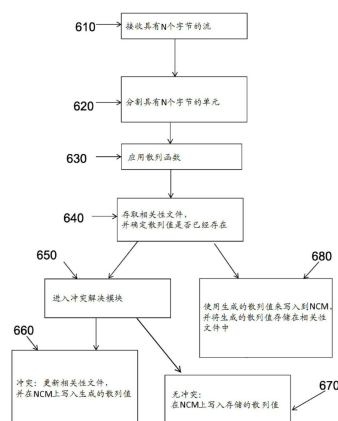 610
接收具有N个字节的流
620
分割具有N个字节的单元
630
应用散列函数
640
存取相关性文件,
并确定散列值是否已经存在
650
进入冲突解决模块
680
使用生成的散列值来写入到NCM,
并将生成的散列值存储在相关性
文件中
660
冲突: 更新相关性文件,
并在NCM上写入生成的散列值
无冲突:
在NCM上写入存储的散列值
670